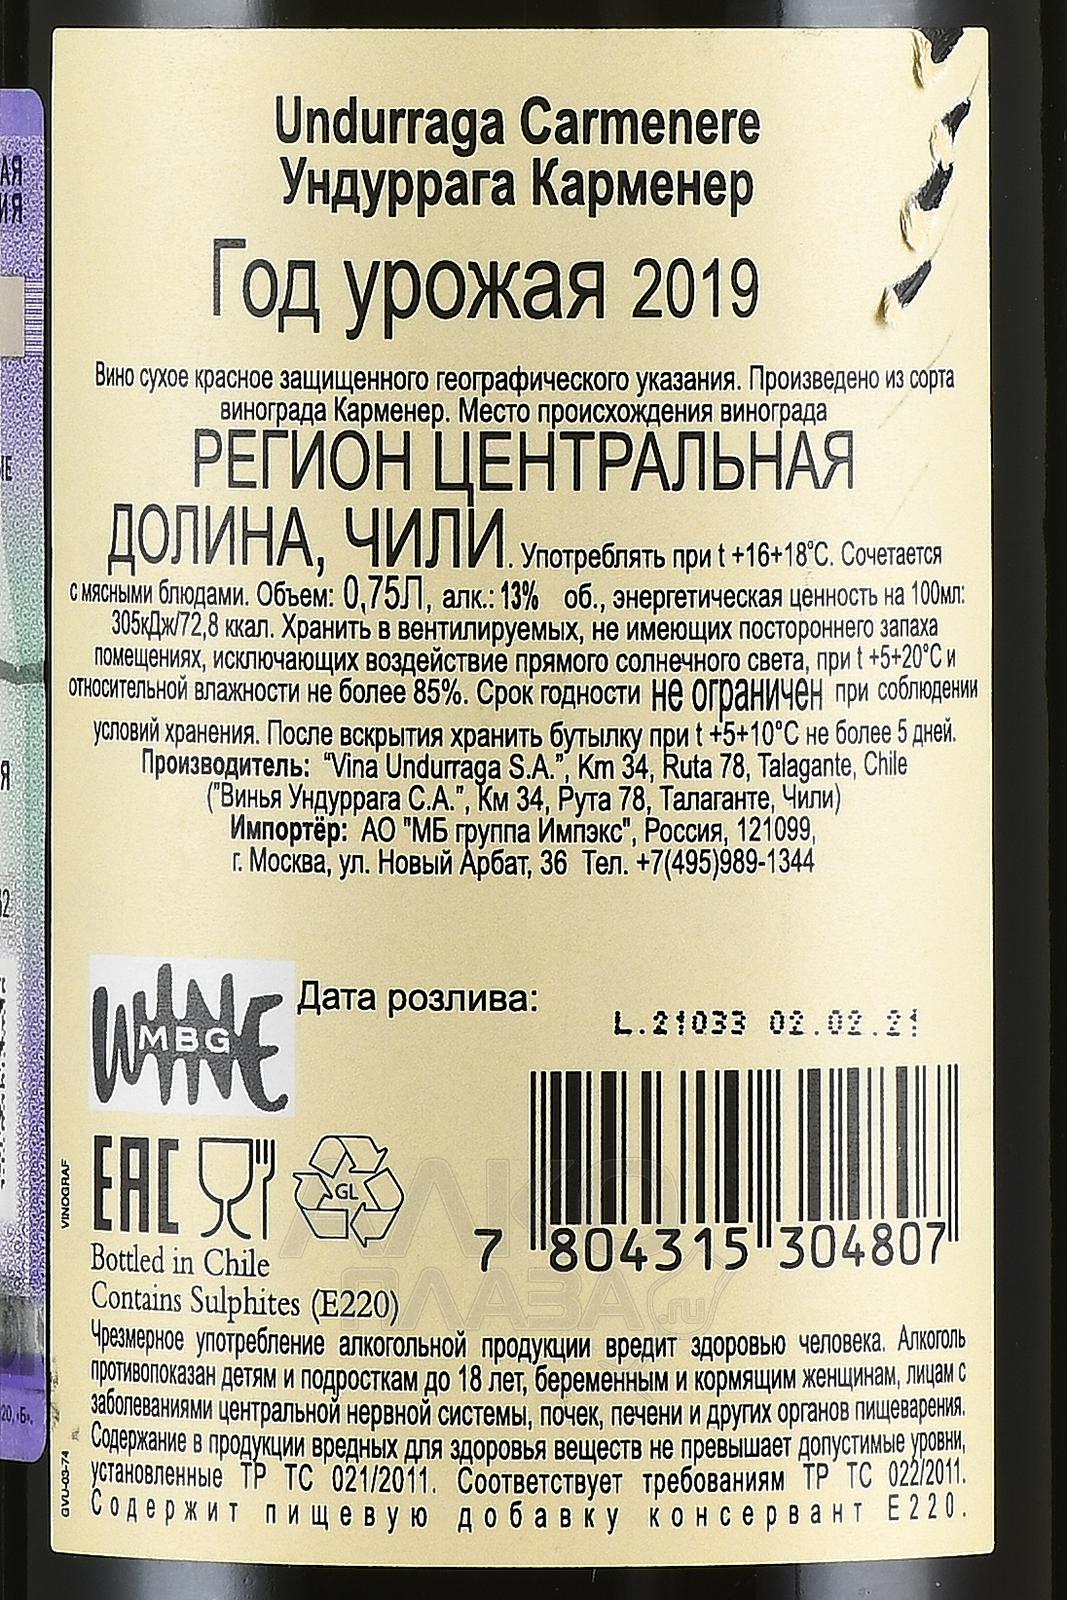 Undurraga Carmenere
Ундуррага Карменер
Год урожая 2019
Вино сухое красное защищенного географического указания. Произведено из сорта
винограда Карменер. Место происхождения винограда
РЕГИОН ЦЕНТРАЛЬНАЯ
ДОЛИНА, ЧИЛИ. Употреблять при t +16+18°С. Сочетается
с мясными блюдами. Объем: 0,75Л, алк.: 13% об., энергетическая ценность на 100мл:
305кДж/72,8 ккал. Хранить в вентилируемых, не имеющих постороннего запаха
помещениях, исключающих воздействие прямого солнечного света, при t +5+20°С и
относительной влажности не более 85%. Срок годности не ограничен при соблюдении
условий хранения. После вскрытия хранить бутылку при t +5+10°С не более 5 дней.
Производитель: “Vina Undurraga S.A.”, Km 34, Ruta 78, Talagante, Chile
("Винья Ундуррага С.А.", Км 34, Рута 78, Талаганте, Чили)
Импортёр: АО "МБ группа Импэкс", Россия, 121099,
г. Москва, ул. Новый Арбат, 36 Тел. +7(495)989-1344
WINE
MBG
Дата розлива:
L.21033 02.02.21
EAC
GL
VINOGRAF
7 804315 304807
Bottled in Chile
Contains Sulphites (E220)
АЛКО
ПЛАЗА.ru
Чрезмерное употребление алкогольной продукции вредит здоровью человека. Алкоголь
противопоказан детям и подросткам до 18 лет, беременным и кормящим женщинам, лицам с
заболеваниями центральной нервной системы, почек, печени и других органов пищеварения.
Содержание в продукции вредных для здоровья веществ не превышает допустимые уровни,
установленные ТР ТС 021/2011. Соответствует требованиям ТР ТС 022/2011.
Содержит пищевую добавку консервант Е220.
GVU-03-74